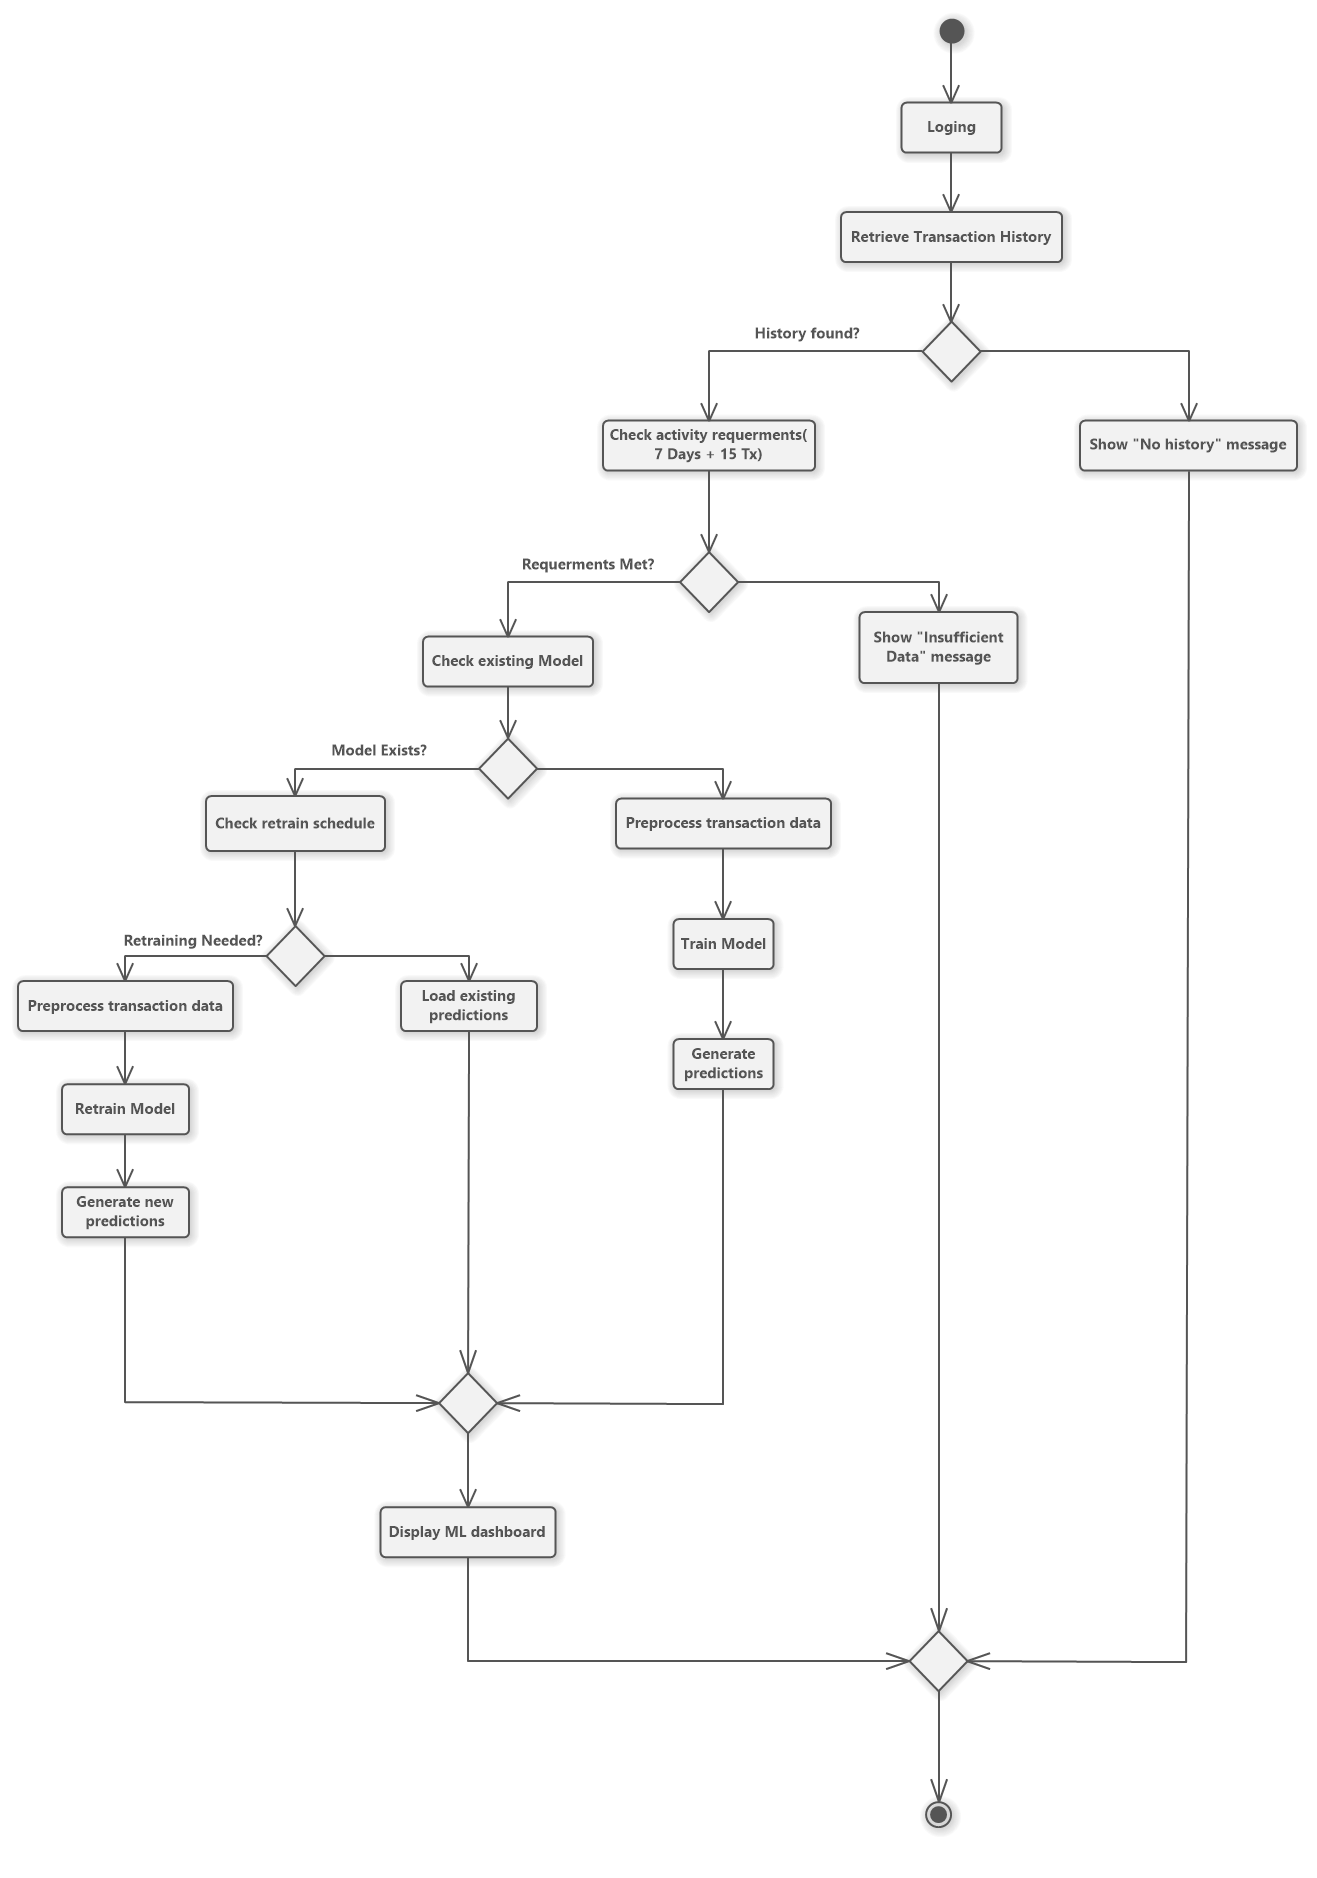 Loging
Retrieve Transaction History
History found?
Check activity requerments(
7 Days + 15 Tx)
Show "No history" message
Requerments Met?
Show "Insufficient
Data" message
Check existing Model
Model Exists?
Check retrain schedule
Preprocess transaction data
Retraining Needed?
Train Model
Preprocess transaction data
Load existing
predictions
Generate
predictions
Retrain Model
Generate new
predictions
Display ML dashboard